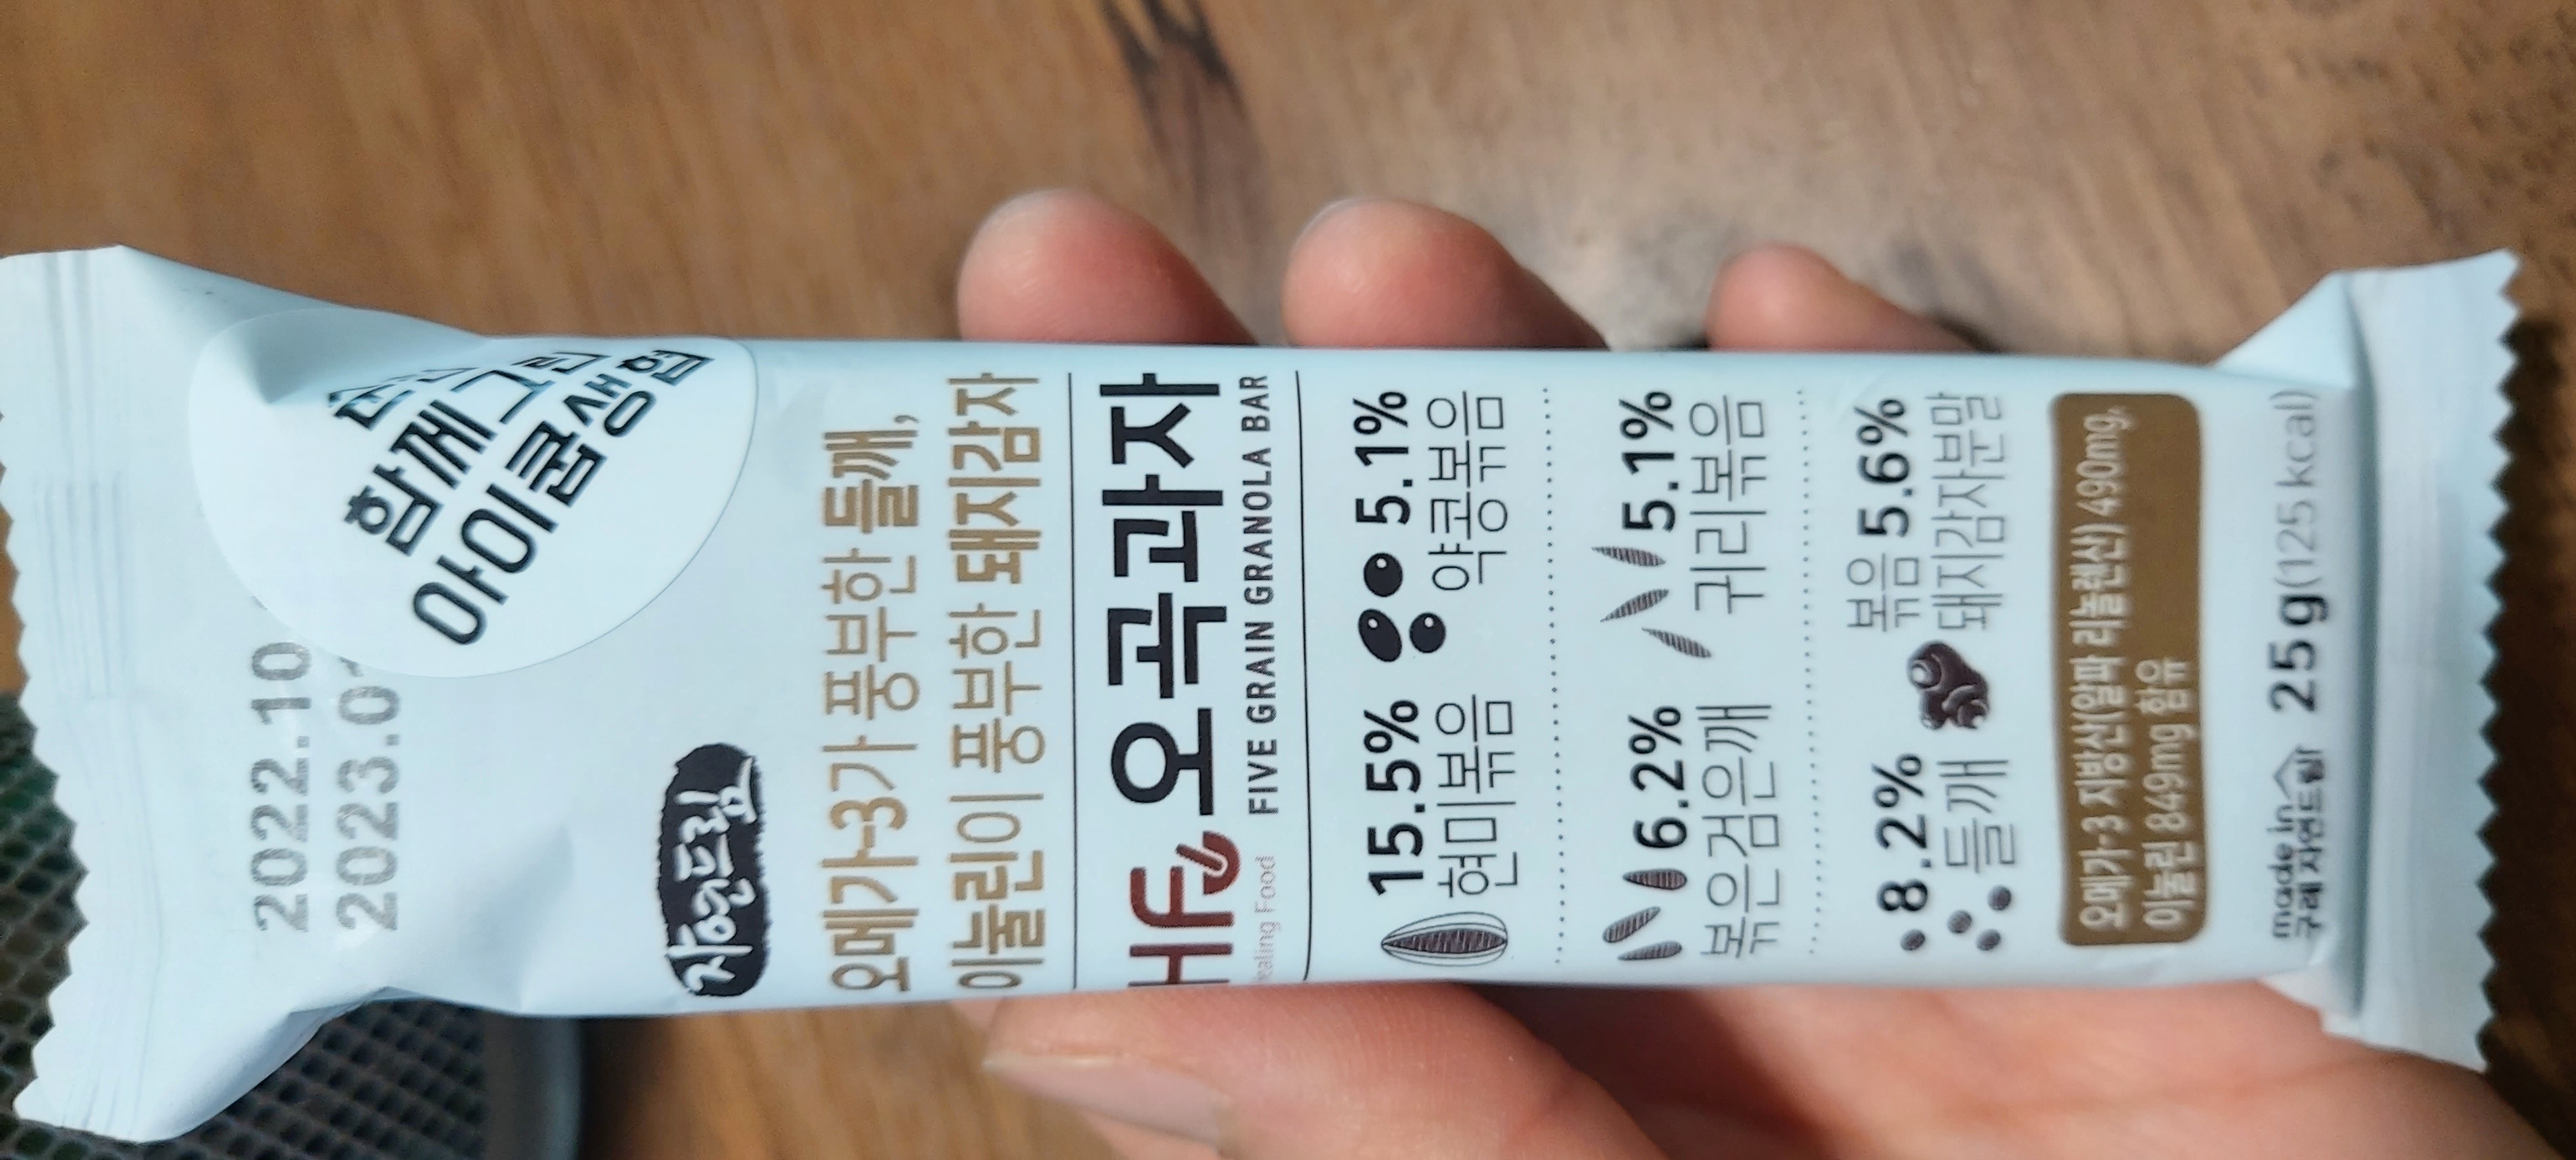 2022.10
2023.0
함께 그린
아이쿱생협
자연드림
오메가-3가 풍부한 들깨,
이눌린이 풍부한 돼지감자
Hf 오곡과자
Healing Food FIVE GRAIN GRANOLA BAR
15.5%
현미볶음
5.1%
약콩볶음
6.2%
볶은검은깨
5.1%
귀리볶음
8.2%
들깨
볶음 5.6%
돼지감자분말
오메가-3 지방산(알파 리놀렌산) 490mg,
이눌린 849mg 함유
made in
구례 자연드림
25g(125 kcal)